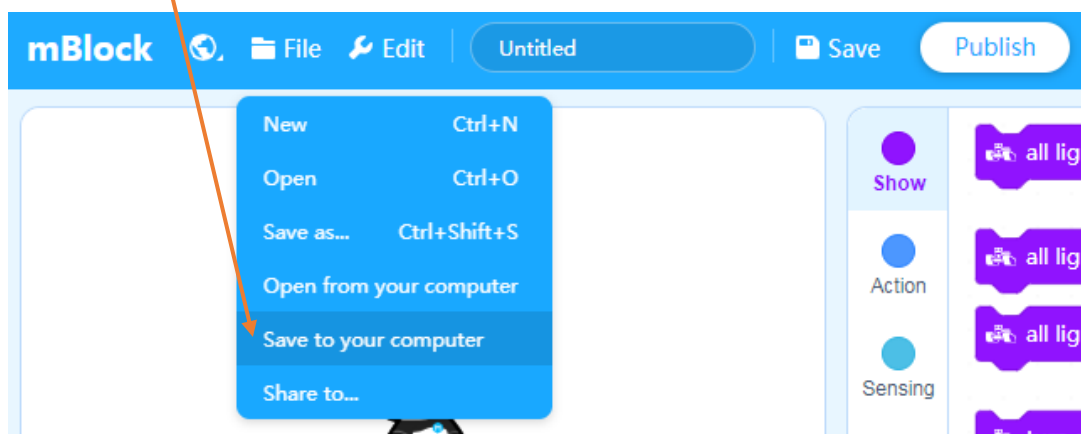 mBlock File Edit Untitled Save Publish
New Ctrl+N
Open Ctrl+O
Save as... Ctrl+Shift+S
Open from your computer
Save to your computer
Share to...
Show
Action
Sensing
all lig
all lig
all lig